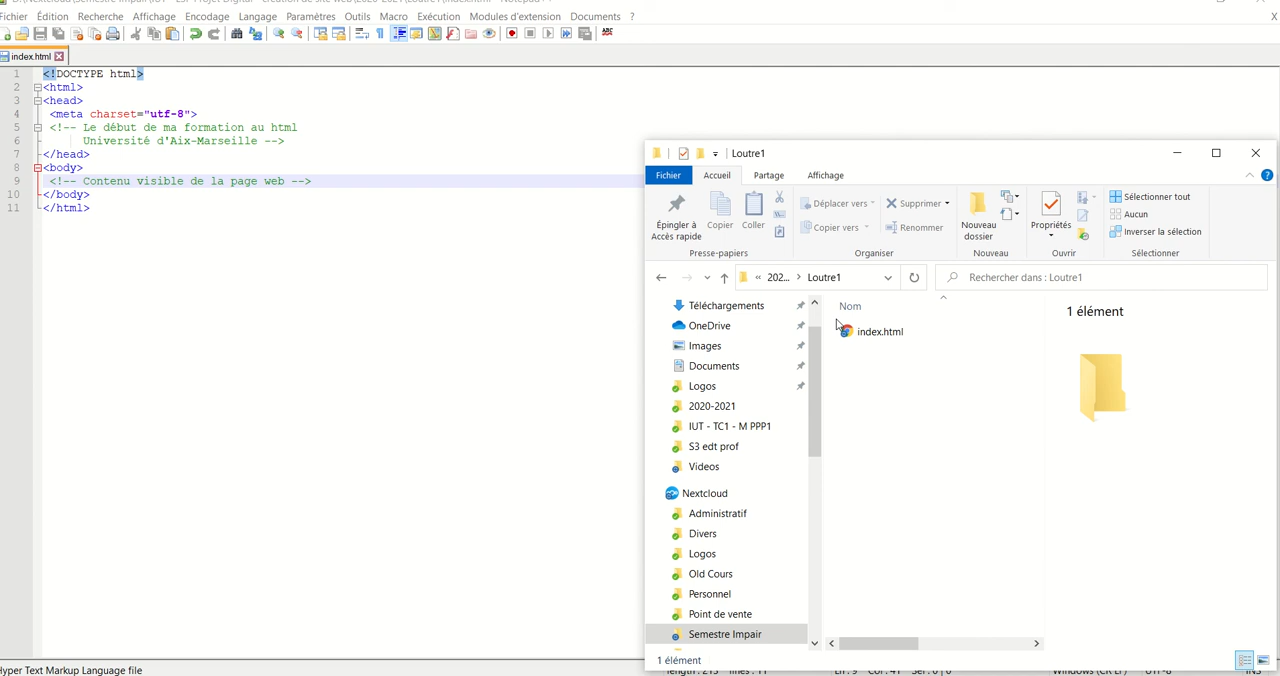 Fichier Édition Recherche Affichage Encodage Langage Paramètres Outils Macro Exécution Modules d'extension Documents ? X
index.html
1 <!DOCTYPE html>
2 <html>
3 <head>
4 <meta charset="utf-8">
5 <!-- Le début de ma formation au html
6 Université d'Aix-Marseille -->
7 </head>
8 <body>
9 <!-- Contenu visible de la page web -->
10 </body>
11 </html>
Loutre1
Fichier Accueil Partage Affichage
Épingler à Accès rapide
Copier
Coller
Presse-papiers
Déplacer vers
Copier vers
Supprimer
Renommer
Organiser
Nouveau dossier
Nouveau
Propriétés
Ouvrir
Sélectionner tout
Aucun
Inverser la sélection
Sélectionner
« 202... > Loutre1
Rechercher dans : Loutre1
Téléchargements
OneDrive
Images
Documents
Logos
2020-2021
IUT - TC1 - M PPP1
S3 edt prof
Videos
Nextcloud
Administratif
Divers
Logos
Old Cours
Personnel
Point de vente
Semestre Impair
Nom
index.html
1 élément
1 élément
Hyper Text Markup Language file